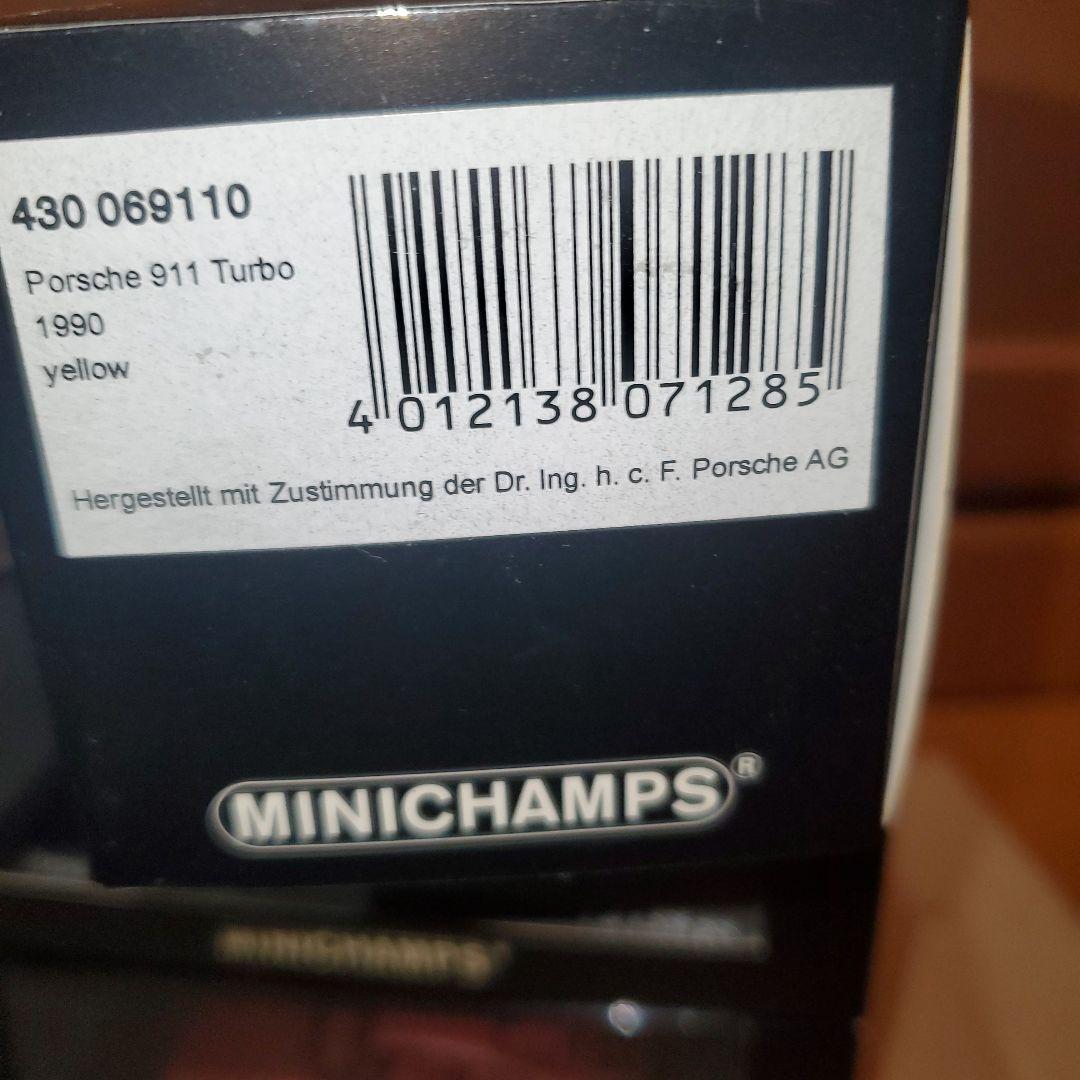 430 069110
Porsche 911 Turbo
1990
yellow
4 012138 071285
Hergestellt mit Zustimmung der Dr. Ing. h. c. F. Porsche AG
MINICHAMPS®
MINICHAMPS